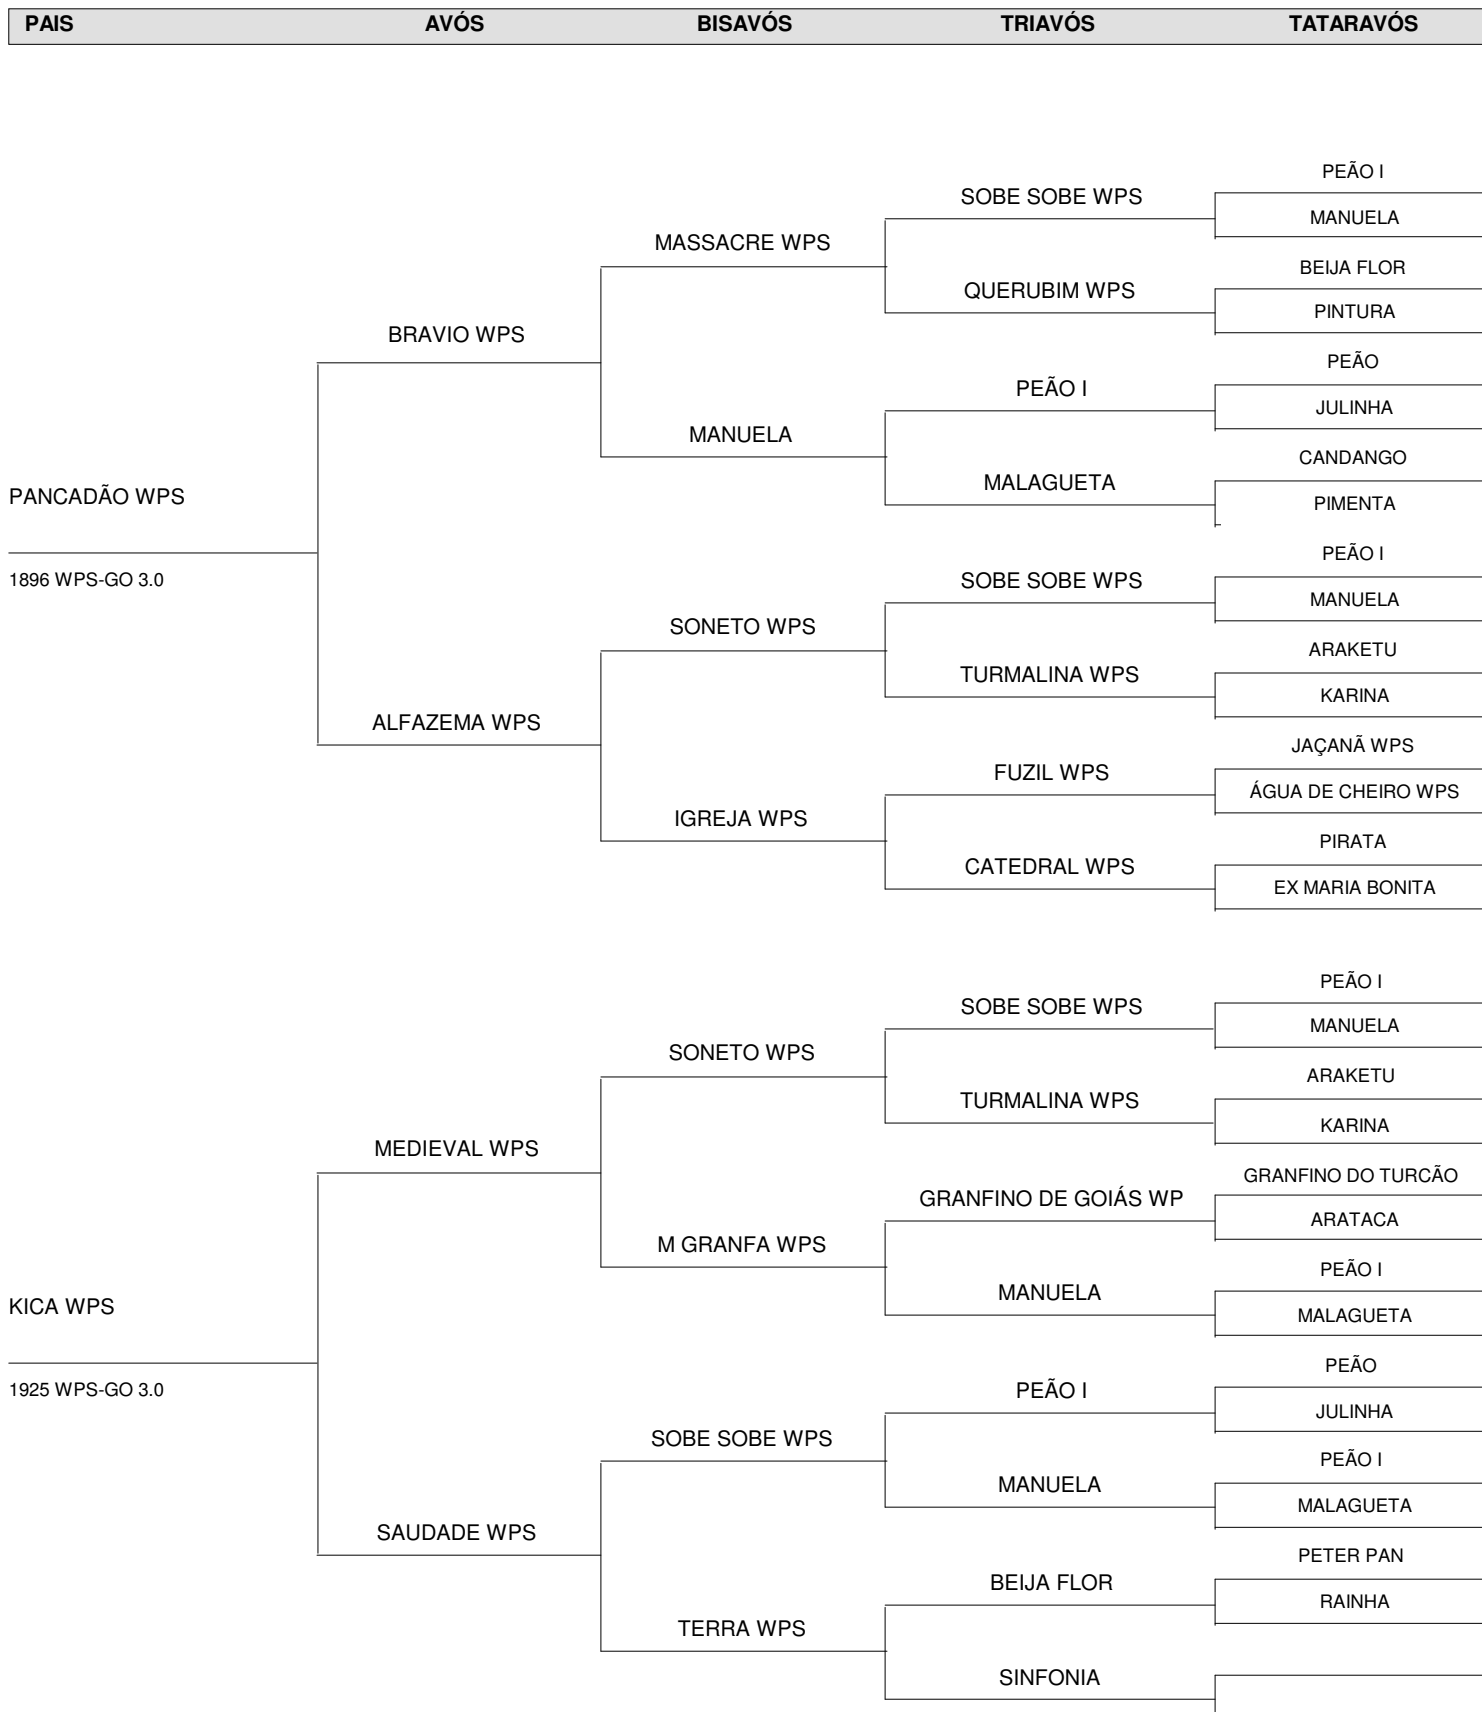 PAIS AVÓS BISAVÓS TRIAVÓS TATARAVÓS
PEÃO I
SOBE SOBE WPS
MANUELA
MASSACRE WPS
BEIJA FLOR
QUERUBIM WPS
PINTURA
BRAVIO WPS
PEÃO
PEÃO I
JULINHA
MANUELA
CANDANGO
MALAGUETA
PANCADÃO WPS
PIMENTA
PEÃO I
1896 WPS-GO 3.0
SOBE SOBE WPS
MANUELA
SONETO WPS
ARAKETU
TURMALINA WPS
KARINA
ALFAZEMA WPS
JAÇANÃ WPS
FUZIL WPS
ÁGUA DE CHEIRO WPS
IGREJA WPS
PIRATA
CATEDRAL WPS
EX MARIA BONITA
PEÃO I
SOBE SOBE WPS
MANUELA
SONETO WPS
ARAKETU
TURMALINA WPS
KARINA
MEDIEVAL WPS
GRANFINO DO TURCÃO
GRANFINO DE GOIÁS WP
ARATACA
M GRANFA WPS
PEÃO I
MANUELA
KICA WPS
MALAGUETA
PEÃO
1925 WPS-GO 3.0
PEÃO I
JULINHA
SOBE SOBE WPS
PEÃO I
MANUELA
MALAGUETA
SAUDADE WPS
PETER PAN
BEIJA FLOR
RAINHA
TERRA WPS
SINFONIA